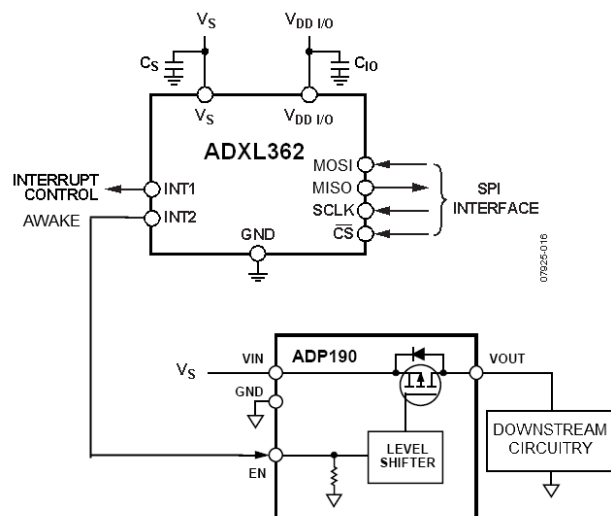 VS
VDD I/O
CS
CIO
VS
VDD I/O
ADXL362
MOSI
MISO
SCLK
CS
SPI
INTERFACE
INTERRUPT
CONTROL
INT1
AWAKE
INT2
GND
07925-016
ADP190
VS
VIN
VOUT
GND
LEVEL
SHIFTER
DOWNSTREAM
CIRCUITRY
EN